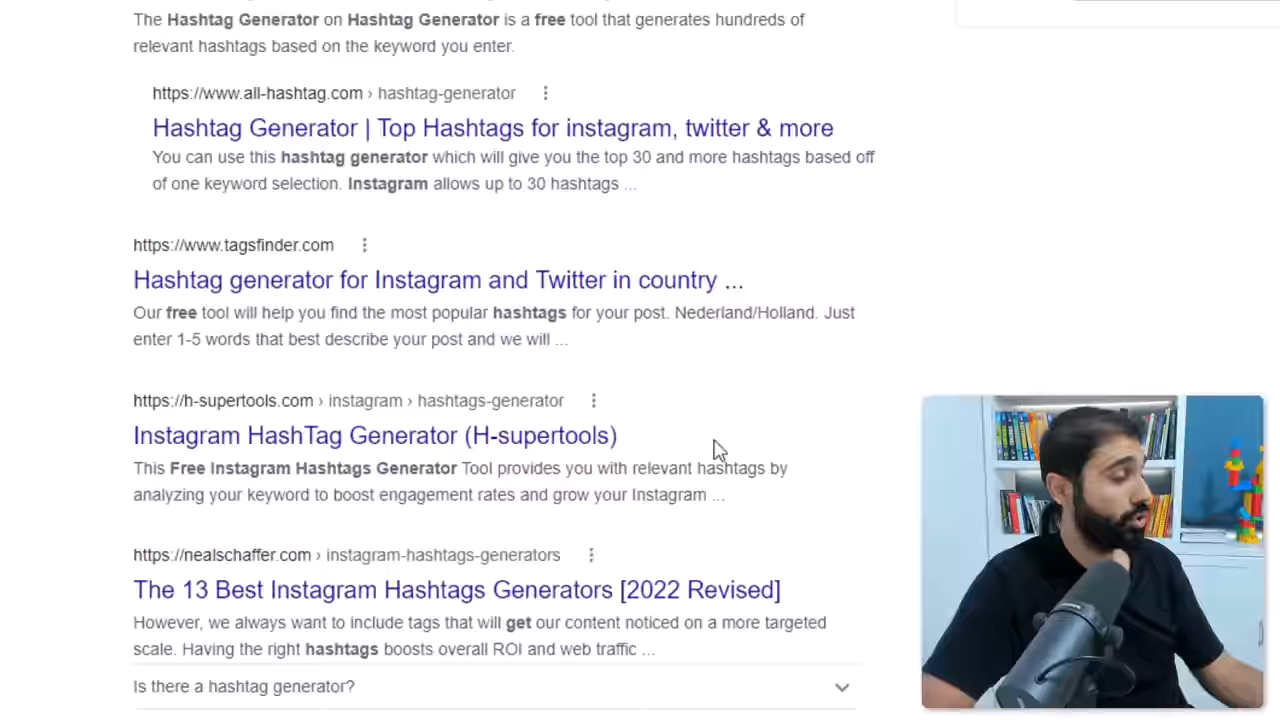 The Hashtag Generator on Hashtag Generator is a free tool that generates hundreds of
relevant hashtags based on the keyword you enter.
https://www.all-hashtag.com › hashtag-generator
Hashtag Generator | Top Hashtags for instagram, twitter & more
You can use this hashtag generator which will give you the top 30 and more hashtags based off
of one keyword selection. Instagram allows up to 30 hashtags ...
https://www.tagsfinder.com
Hashtag generator for Instagram and Twitter in country ...
Our free tool will help you find the most popular hashtags for your post. Nederland/Holland. Just
enter 1-5 words that best describe your post and we will ...
https://h-supertools.com › instagram › hashtags-generator
Instagram HashTag Generator (H-supertools)
This Free Instagram Hashtags Generator Tool provides you with relevant hashtags by
analyzing your keyword to boost engagement rates and grow your Instagram ...
https://nealschaffer.com › instagram-hashtags-generators
The 13 Best Instagram Hashtags Generators [2022 Revised]
However, we always want to include tags that will get our content noticed on a more targeted
scale. Having the right hashtags boosts overall ROI and web traffic ...
Is there a hashtag generator?